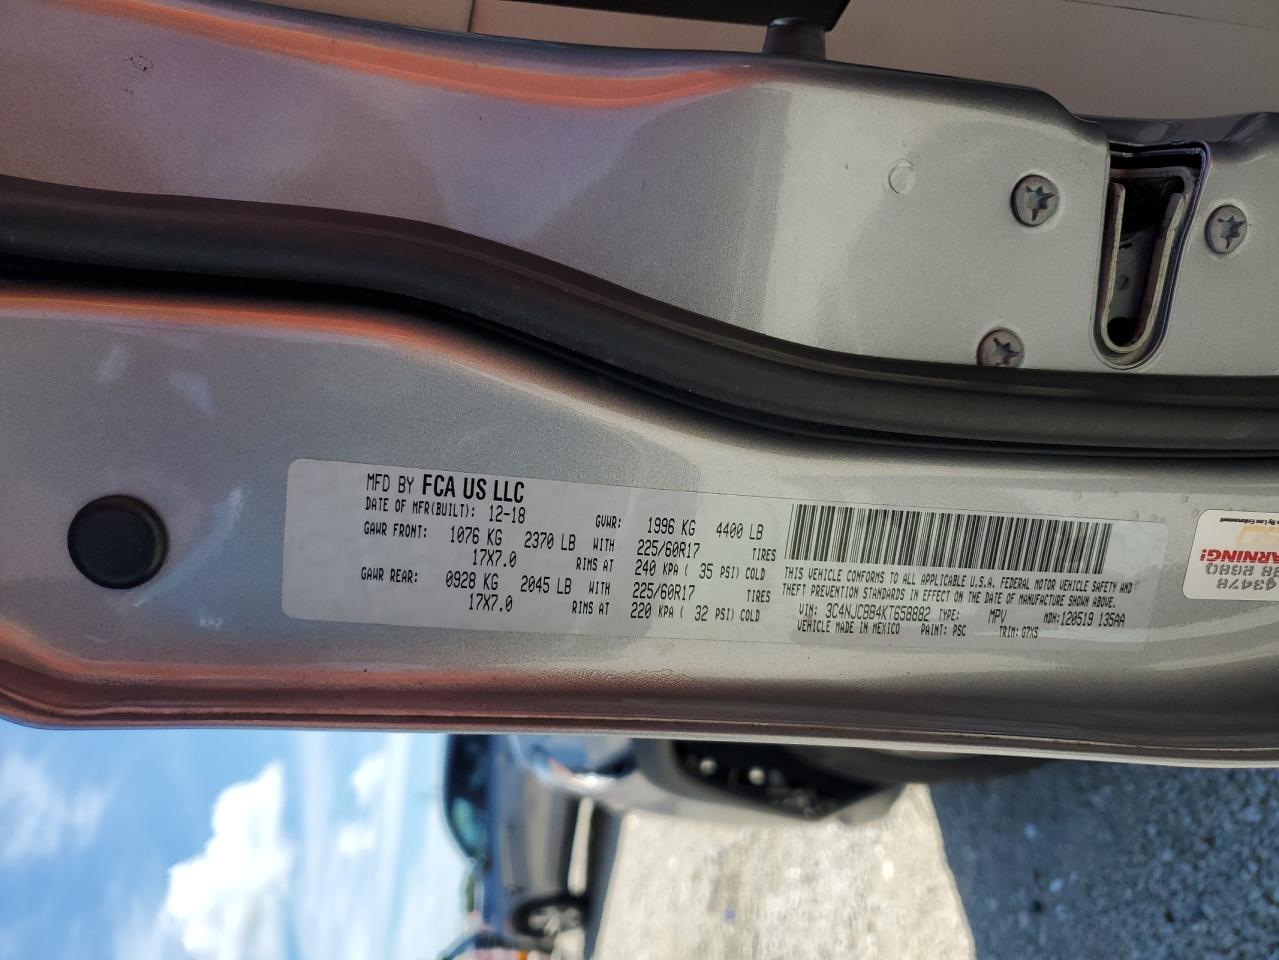 MFD BY FCA US LLC
DATE OF MFR(BUILT): 12-18 GVWR: 1996 KG 4400 LB
GAWR FRONT: 1076 KG 2370 LB WITH 225/60R17 TIRES
17X7.0 RIMS AT 240 KPA ( 35 PSI) COLD
GAWR REAR: 0928 KG 2045 LB WITH 225/60R17 TIRES
17X7.0 RIMS AT 220 KPA ( 32 PSI) COLD
THIS VEHICLE CONFORMS TO ALL APPLICABLE U.S.A. FEDERAL MOTOR VEHICLE SAFETY AND
THEFT PREVENTION STANDARDS IN EFFECT ON THE DATE OF MANUFACTURE SHOWN ABOVE.
VIN: 3C4NJCBB4KT658882 TYPE: MPV MDH:120519 135AA
VEHICLE MADE IN MEXICO PAINT: PSC TRIM: G7XS
WARNING!